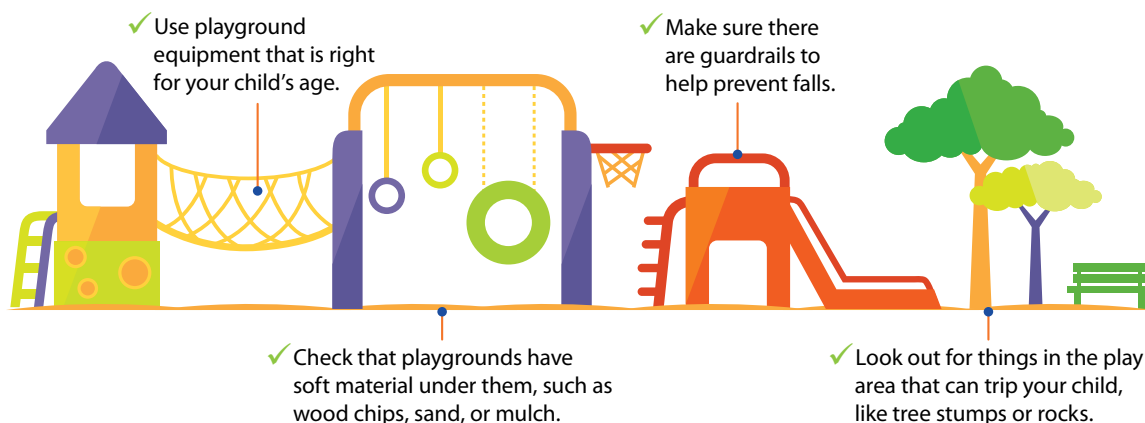 ✓ Use playground
equipment that is right
for your child’s age.
✓ Make sure there
are guardrails to
help prevent falls.
✓ Check that playgrounds have
soft material under them, such as
wood chips, sand, or mulch.
✓ Look out for things in the play
area that can trip your child,
like tree stumps or rocks.